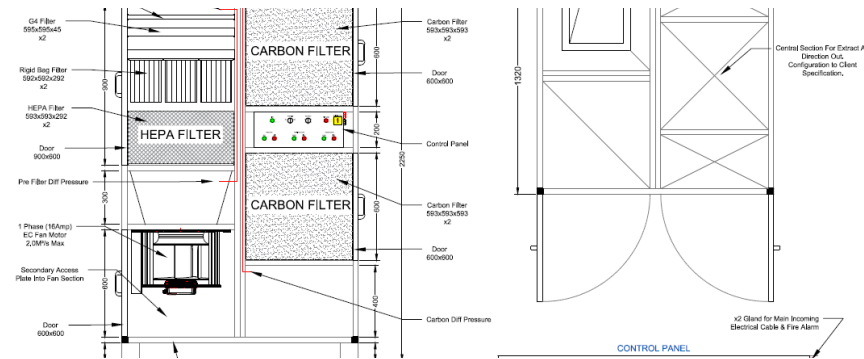 G4 Filter
595x595x45
x2
Rigid Bag Filter
592x592x292
x2
HEPA Filter
593x593x292
x2
Door
900x600
Pre Filter Diff Pressure
1 Phase (16Amp)
EC Fan Motor
2,0M³/s Max
Secondary Access
Plate Into Fan Section
Door
600x600
900
300
600
HEPA FILTER
CARBON FILTER
CARBON FILTER
600
200
600
400
2250
Carbon Filter
593x593x593
x2
Door
600x600
Control Panel
Carbon Filter
593x593x593
x2
Door
600x600
Carbon Diff Pressure
1320
Central Section For Extract A
Direction Out.
Configuration to Client
Specification.
x2 Gland for Main Incoming
Electrical Cable & Fire Alarm
CONTROL PANEL